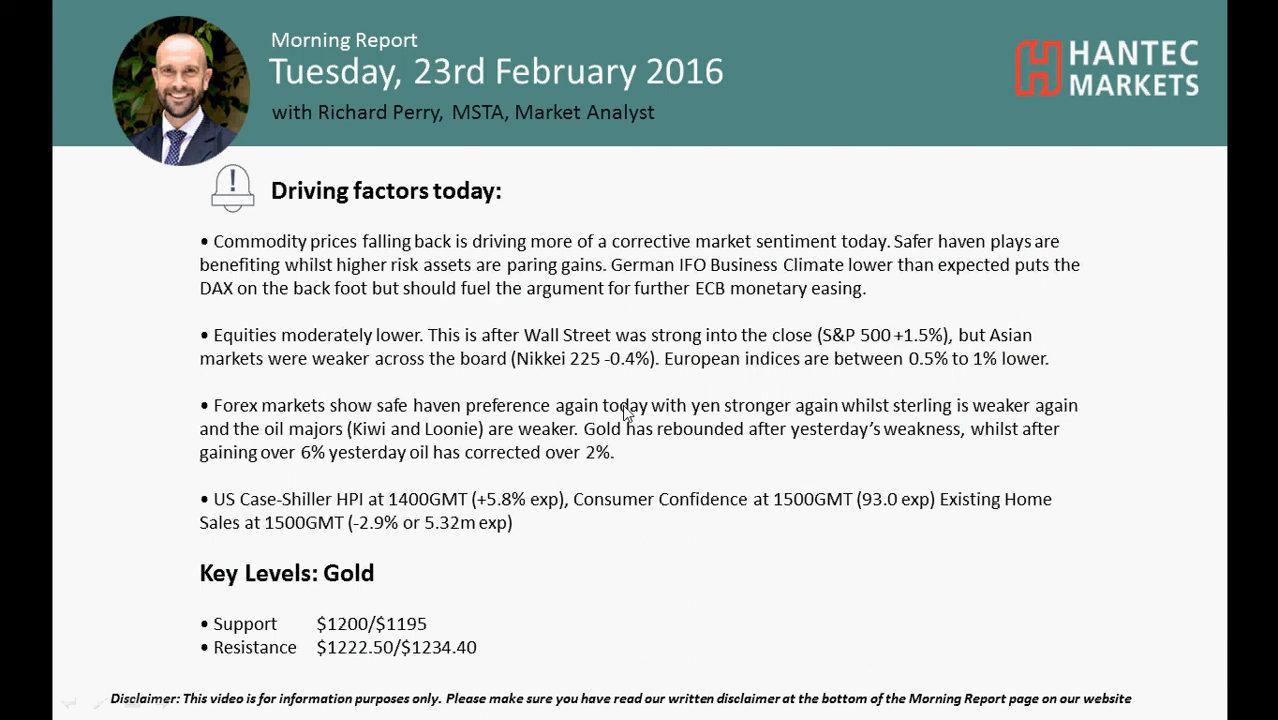 Morning Report
Tuesday, 23rd February 2016
with Richard Perry, MSTA, Market Analyst
HANTEC
MARKETS
Driving factors today:
• Commodity prices falling back is driving more of a corrective market sentiment today. Safer haven plays are
benefiting whilst higher risk assets are paring gains. German IFO Business Climate lower than expected puts the
DAX on the back foot but should fuel the argument for further ECB monetary easing.
• Equities moderately lower. This is after Wall Street was strong into the close (S&P 500 +1.5%), but Asian
markets were weaker across the board (Nikkei 225 -0.4%). European indices are between 0.5% to 1% lower.
• Forex markets show safe haven preference again today with yen stronger again whilst sterling is weaker again
and the oil majors (Kiwi and Loonie) are weaker. Gold has rebounded after yesterday's weakness, whilst after
gaining over 6% yesterday oil has corrected over 2%.
• US Case-Shiller HPI at 1400GMT (+5.8% exp), Consumer Confidence at 1500GMT (93.0 exp) Existing Home
Sales at 1500GMT (-2.9% or 5.32m exp)
Key Levels: Gold
• Support $1200/$1195
• Resistance $1222.50/$1234.40
Disclaimer: This video is for information purposes only. Please make sure you have read our written disclaimer at the bottom of the Morning Report page on our website